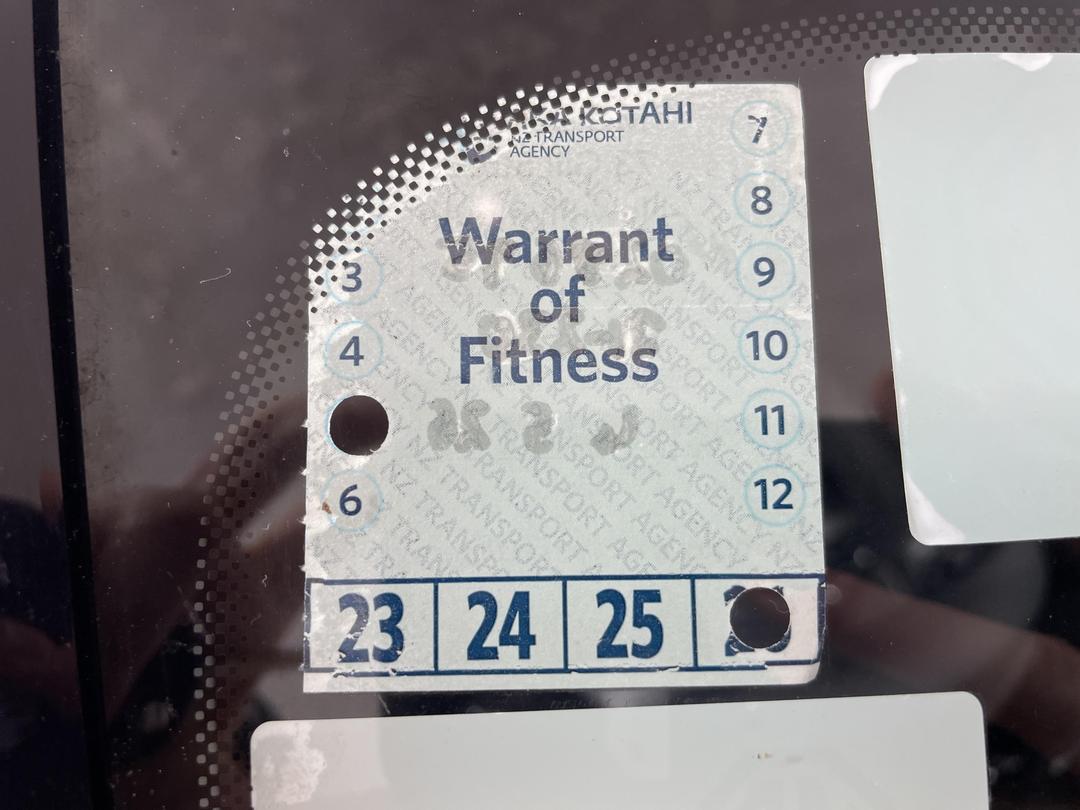 KOTAHI
NZ TRANSPORT
AGENCY
Warrant
of
Fitness
3
4
6
7
8
9
10
11
12
23 24 25